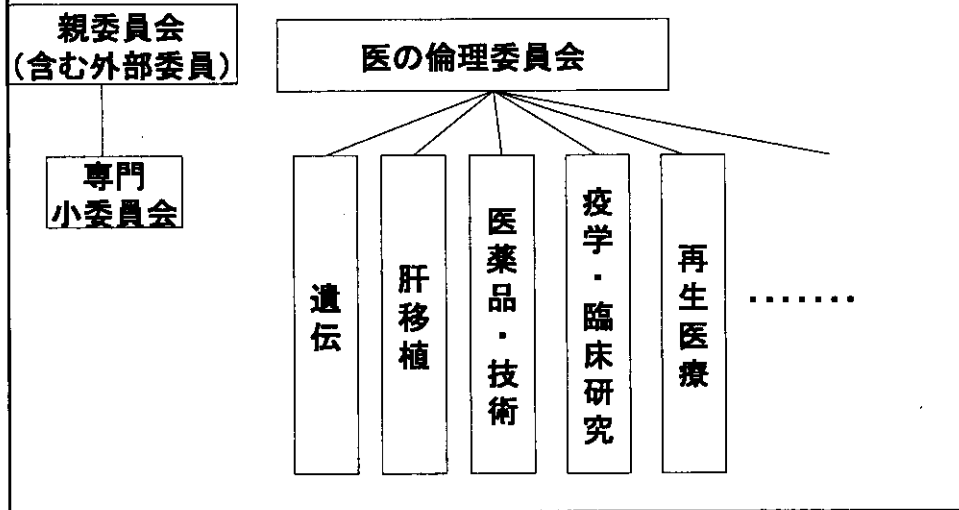 親委員会
(含む外部委員)
医の倫理委員会
専門
小委員会
遺伝
肝移植
医薬品・技術
疫学・臨床研究
再生医療
・・・・・・・